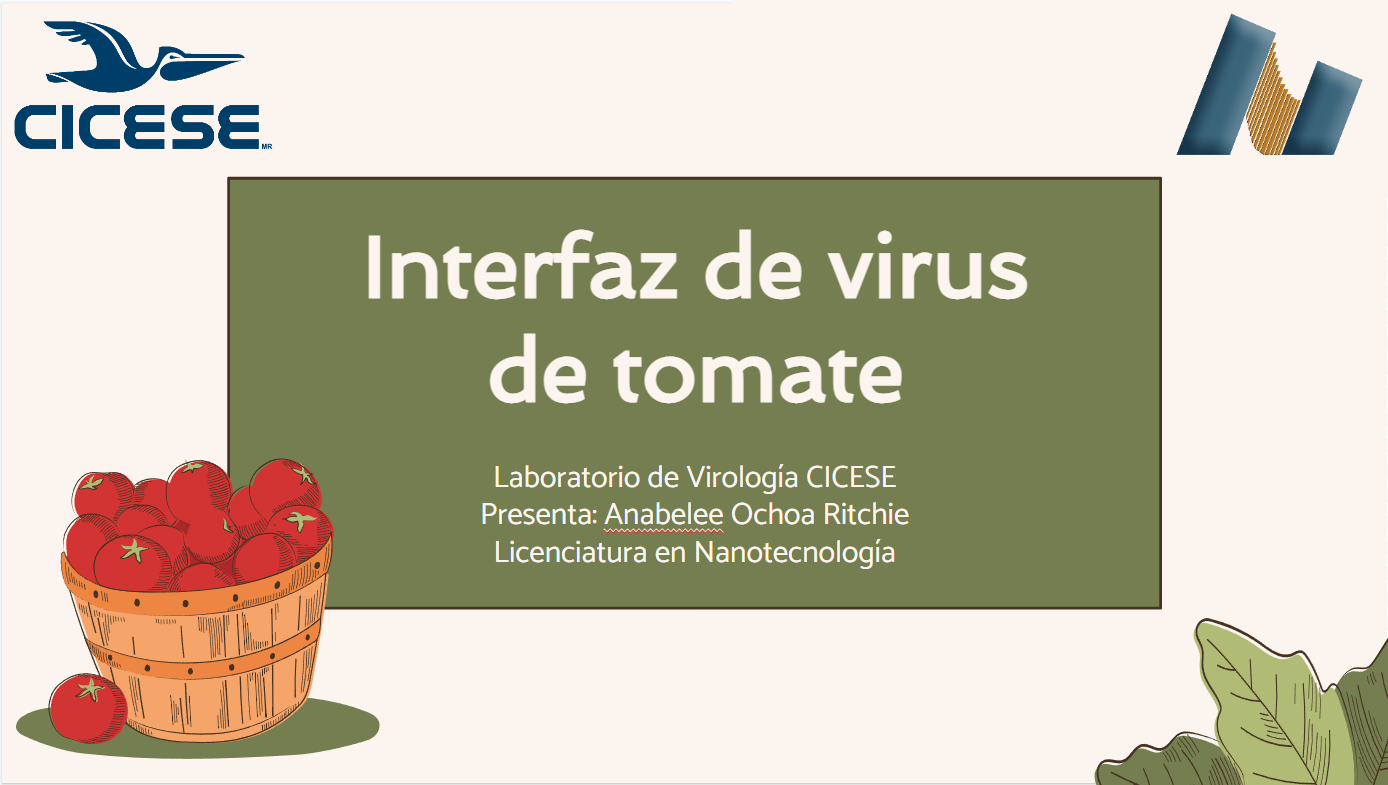 CICESE
MR
Interfaz de virus
de tomate
Laboratorio de Virología CICESE
Presenta: Anabelee Ochoa Ritchie
Licenciatura en Nanotecnología